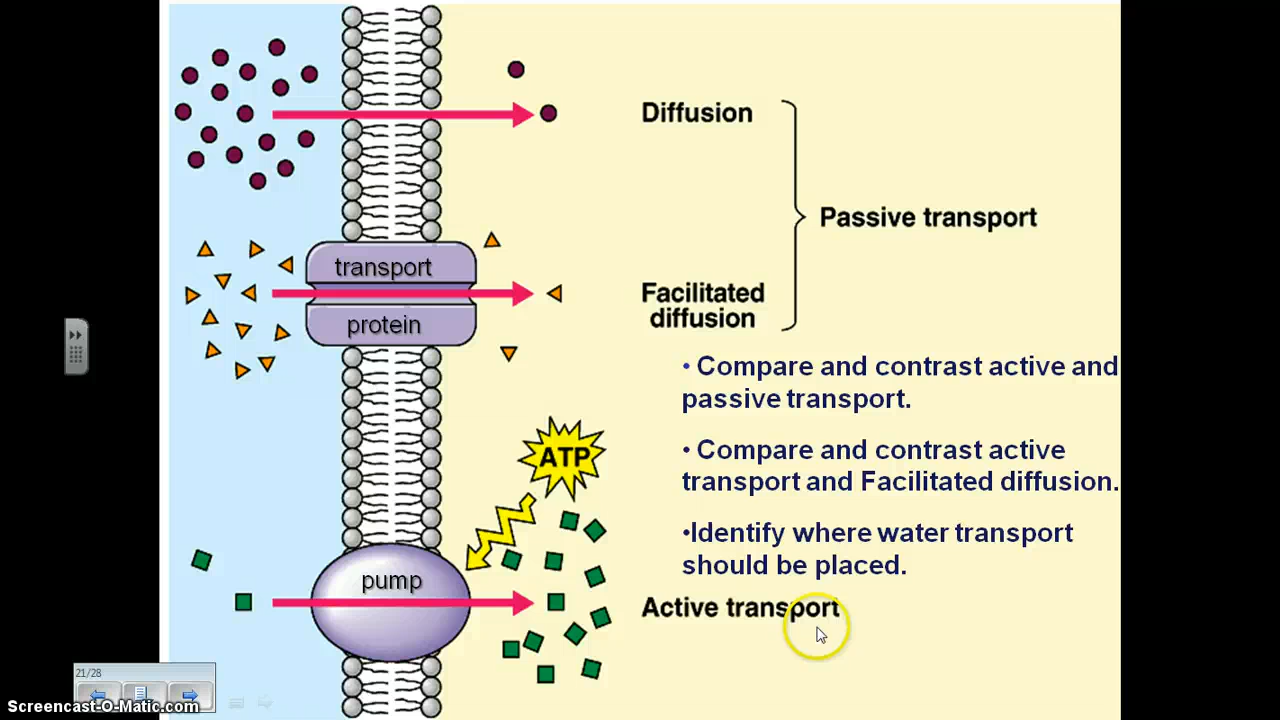 Diffusion
Passive transport
transport
protein
Facilitated
diffusion
• Compare and contrast active and
passive transport.
• Compare and contrast active
transport and Facilitated diffusion.
•Identify where water transport
should be placed.
ATP
pump
Active transport
21/28
Screencast-O-Matic.com